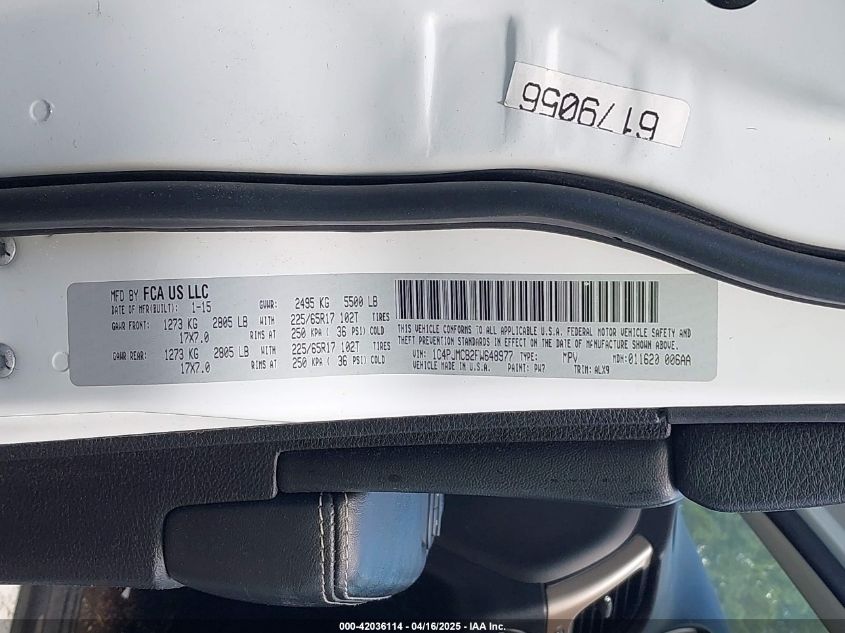 6179056
MFD BY FCA US LLC
DATE OF MFR(BUILT): 1-15 GVWR: 2495 KG 5500 LB
GAWR FRONT: 1273 KG 2805 LB WITH 225/65R17 102T TIRES
17X7.0 RIMS AT 250 KPA ( 36 PSI) COLD
GAWR REAR: 1273 KG 2805 LB WITH 225/65R17 102T TIRES
17X7.0 RIMS AT 250 KPA ( 36 PSI) COLD
THIS VEHICLE CONFORMS TO ALL APPLICABLE U.S.A. FEDERAL MOTOR VEHICLE SAFETY AND
THEFT PREVENTION STANDARDS IN EFFECT ON THE DATE OF MANUFACTURE SHOWN ABOVE.
VIN: 1C4PJMCB2FW648977 TYPE: MPV MDH: 011620 006AA
VEHICLE MADE IN U.S.A. PAINT: PW7 TRIM: ALX9
000-42036114 - 04/16/2025 - IAA Inc.